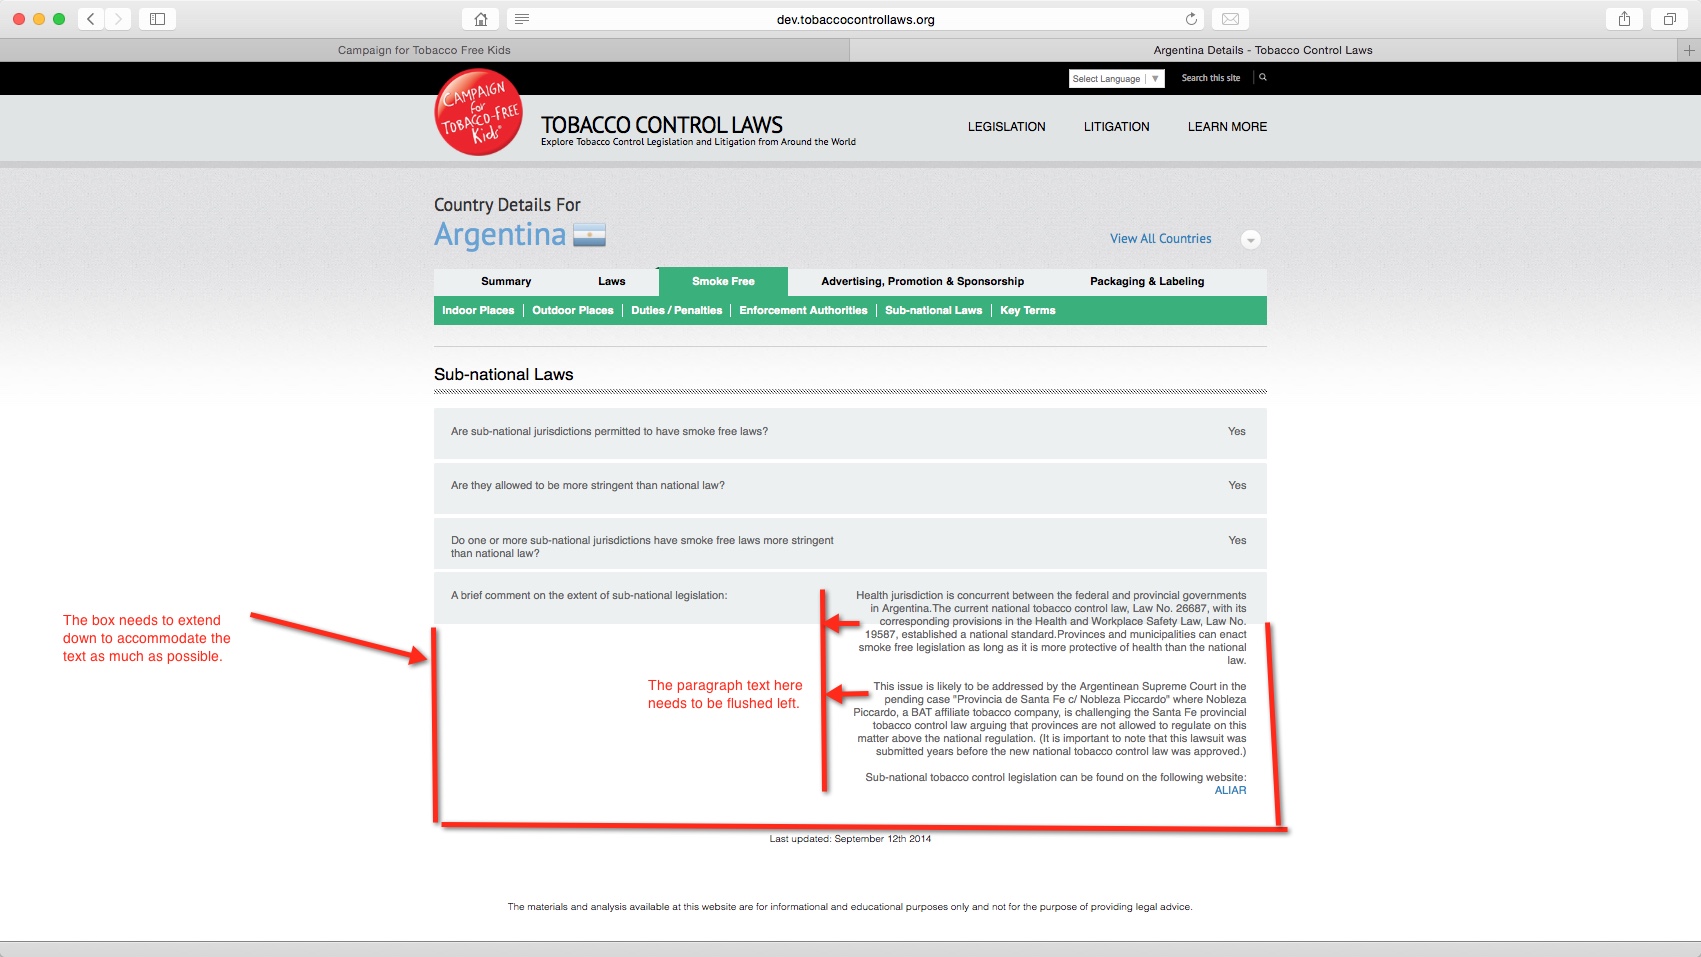 dev.tobaccocontrollaws.org
Campaign for Tobacco Free Kids
Argentina Details - Tobacco Control Laws
Select Language
Search this site
CAMPAIGN
for
TOBACCO-FREE
Kids
TOBACCO CONTROL LAWS
Explore Tobacco Control Legislation and Litigation from Around the World
LEGISLATION
LITIGATION
LEARN MORE
Country Details For
Argentina
View All Countries
Summary
Laws
Smoke Free
Advertising, Promotion & Sponsorship
Packaging & Labeling
Indoor Places
Outdoor Places
Duties / Penalties
Enforcement Authorities
Sub-national Laws
Key Terms
Sub-national Laws
Are sub-national jurisdictions permitted to have smoke free laws?
Yes
Are they allowed to be more stringent than national law?
Yes
Do one or more sub-national jurisdictions have smoke free laws more stringent
than national law?
Yes
A brief comment on the extent of sub-national legislation:
Health jurisdiction is concurrent between the federal and provincial governments
in Argentina.The current national tobacco control law, Law No. 26687, with its
corresponding provisions in the Health and Workplace Safety Law, Law No.
19587, established a national standard.Provinces and municipalities can enact
smoke free legislation as long as it is more protective of health than the national
law.
This issue is likely to be addressed by the Argentinean Supreme Court in the
pending case "Provincia de Santa Fe c/ Nobleza Piccardo" where Nobleza
Piccardo, a BAT affiliate tobacco company, is challenging the Santa Fe provincial
tobacco control law arguing that provinces are not allowed to regulate on this
matter above the national regulation. (It is important to note that this lawsuit was
submitted years before the new national tobacco control law was approved.)
Sub-national tobacco control legislation can be found on the following website:
ALIAR
The box needs to extend
down to accommodate the
text as much as possible.
The paragraph text here
needs to be flushed left.
Last updated: September 12th 2014
The materials and analysis available at this website are for informational and educational purposes only and not for the purpose of providing legal advice.